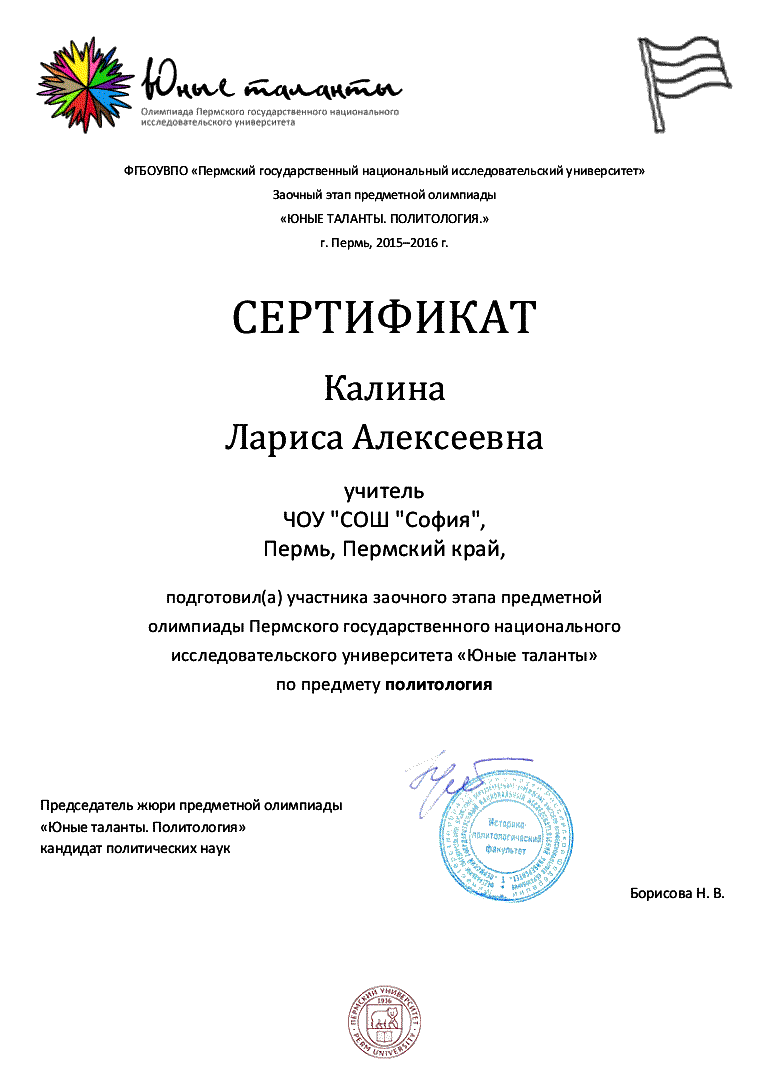 Юные таланты
Олимпиада Пермского государственного национального
исследовательского университета
ФГБОУВПО «Пермский государственный национальный исследовательский университет»
Заочный этап предметной олимпиады
«ЮНЫЕ ТАЛАНТЫ. ПОЛИТОЛОГИЯ.»
г. Пермь, 2015–2016 г.
СЕРТИФИКАТ
Калина
Лариса Алексеевна
учитель
ЧОУ "СОШ "София",
Пермь, Пермский край,
подготовил(а) участника заочного этапа предметной
олимпиады Пермского государственного национального
исследовательского университета «Юные таланты»
по предмету политология
Председатель жюри предметной олимпиады
«Юные таланты. Политология»
кандидат политических наук
Историко-
политологический
факультет
Борисова Н. В.
ПЕРМСКИЙ УНИВЕРСИТЕТ
1916
PERM UNIVERSITY